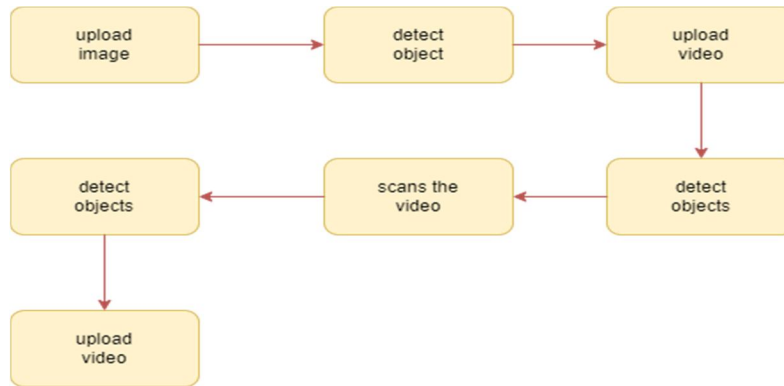 upload
image
detect
object
upload
video
detect
objects
scans the
video
detect
objects
upload
video